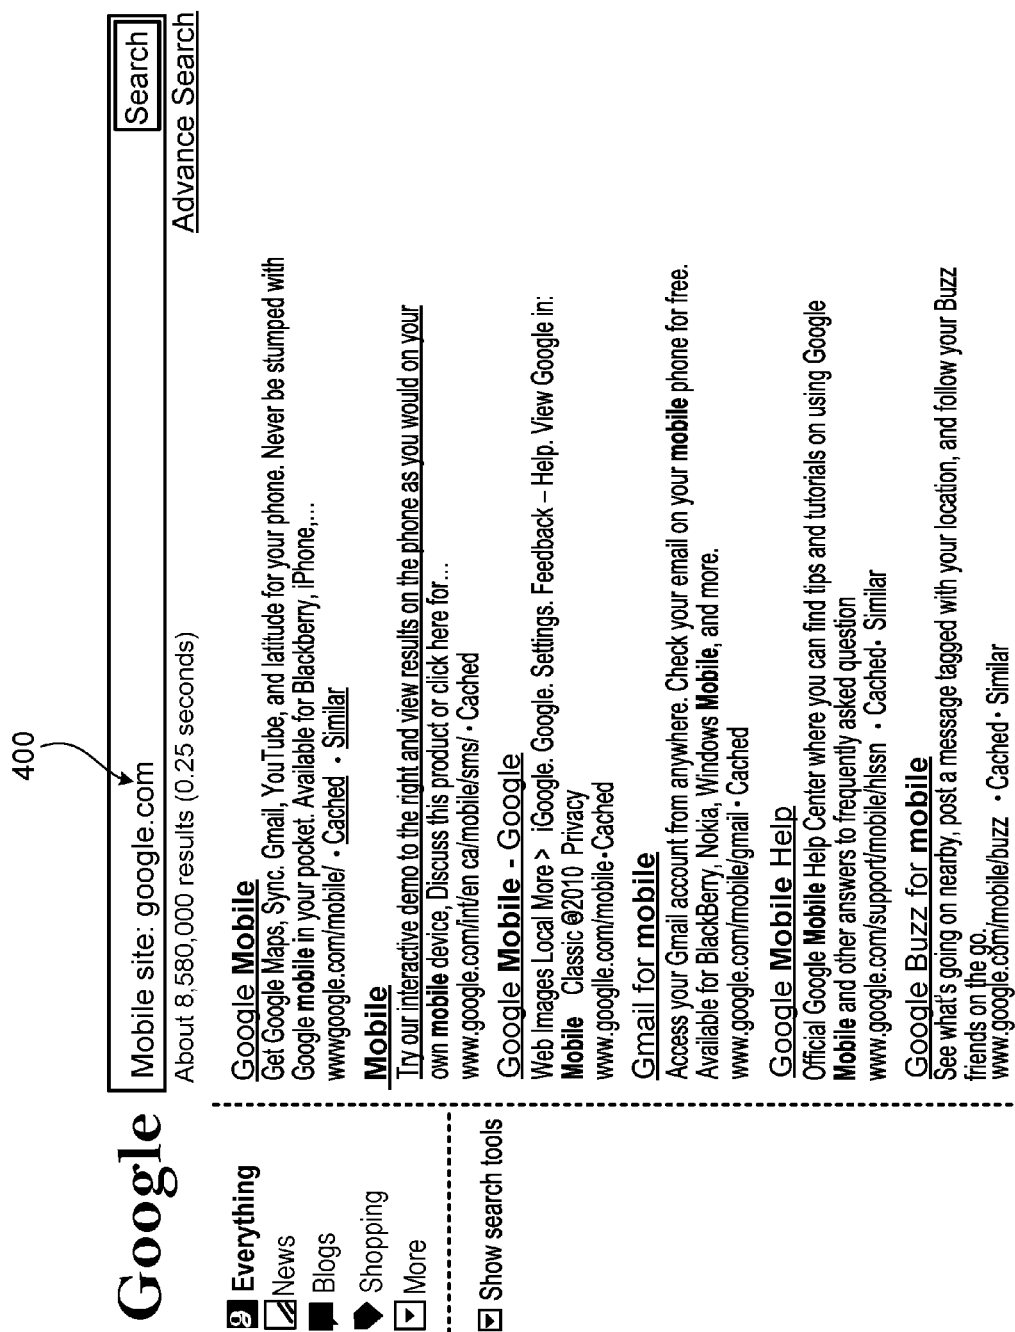 400
Google
Mobile site: google.com
Search
About 8,580,000 results (0.25 seconds)
Advance Search
Everything
News
Blogs
Shopping
More
Show search tools
Google Mobile
Get Google Maps, Sync. Gmail, YouTube, and latitude for your phone. Never be stumped with
Google mobile in your pocket. Available for Blackberry, iPhone,...
wwwgoogle.com/mobile/ • Cached • Similar
Mobile
Try our interactive demo to the right and view results on the phone as you would on your
own mobile device, Discuss this product or click here for...
www.google.com/int/en ca/mobile/sms/ • Cached
Google Mobile - Google
Web Images Local More > iGoogle. Google. Settings. Feedback – Help. View Google in:
Mobile Classic @2010 Privacy
www.googlle.com/mobile•Cached
Gmail for mobile
Access your Gmail account from anywhere. Check your email on your mobile phone for free.
Available for BlackBerry, Nokia, Windows Mobile, and more.
www.google.com/mobile/gmail • Cached
Google Mobile Help
Official Google Mobile Help Center where you can find tips and tutorials on using Google
Mobile and other answers to frequently asked question
www.google.com/support/mobile/hlssn • Cached• Similar
Google Buzz for mobile
See what's going on nearby, post a message tagged with your location, and follow your Buzz
friends on the go.
www.google.com/mobile/buzz • Cached • Similar